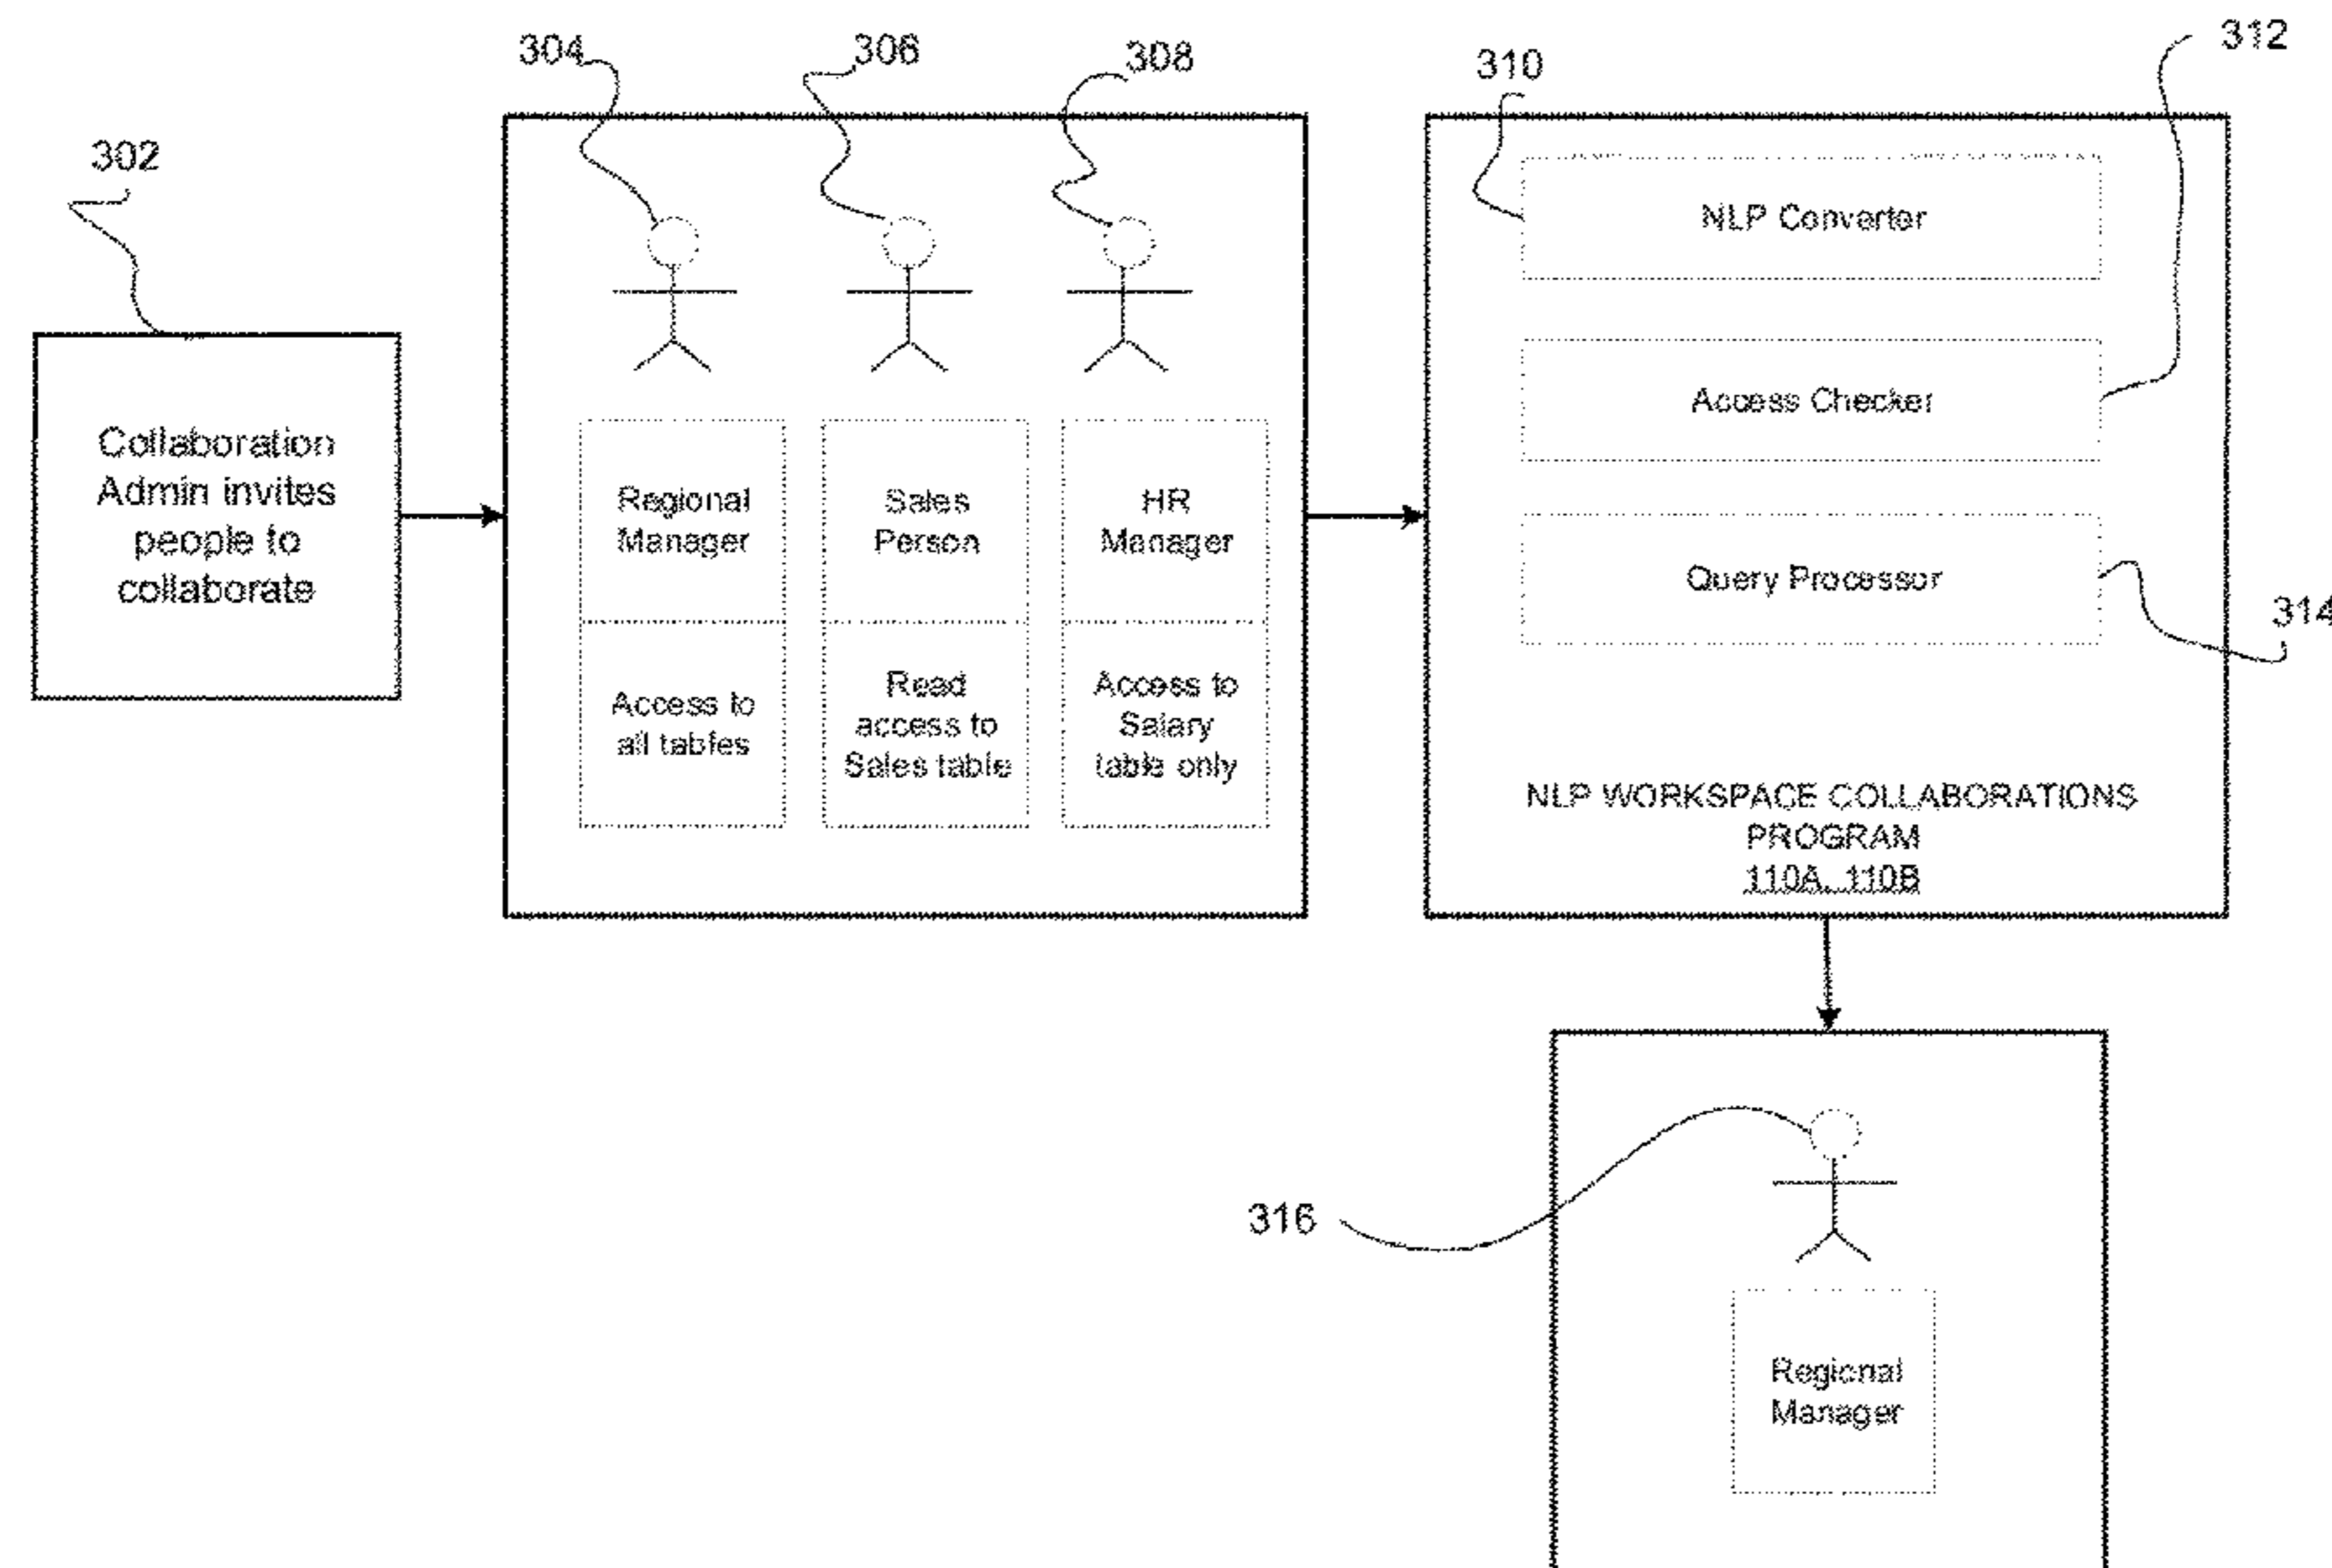 302
304
306
308
310
312
Collaboration
Admin invites
people to
collaborate
Regional
Manager
Access to
all tables
Sales
Person
Read
access to
Sales table
HR
Manager
Access to
Salary
table only
NLP Converter
Access Checker
Query Processor
314
NLP WORKSPACE COLLABORATIONS
PROGRAM
110A, 110B
316
Regional
Manager